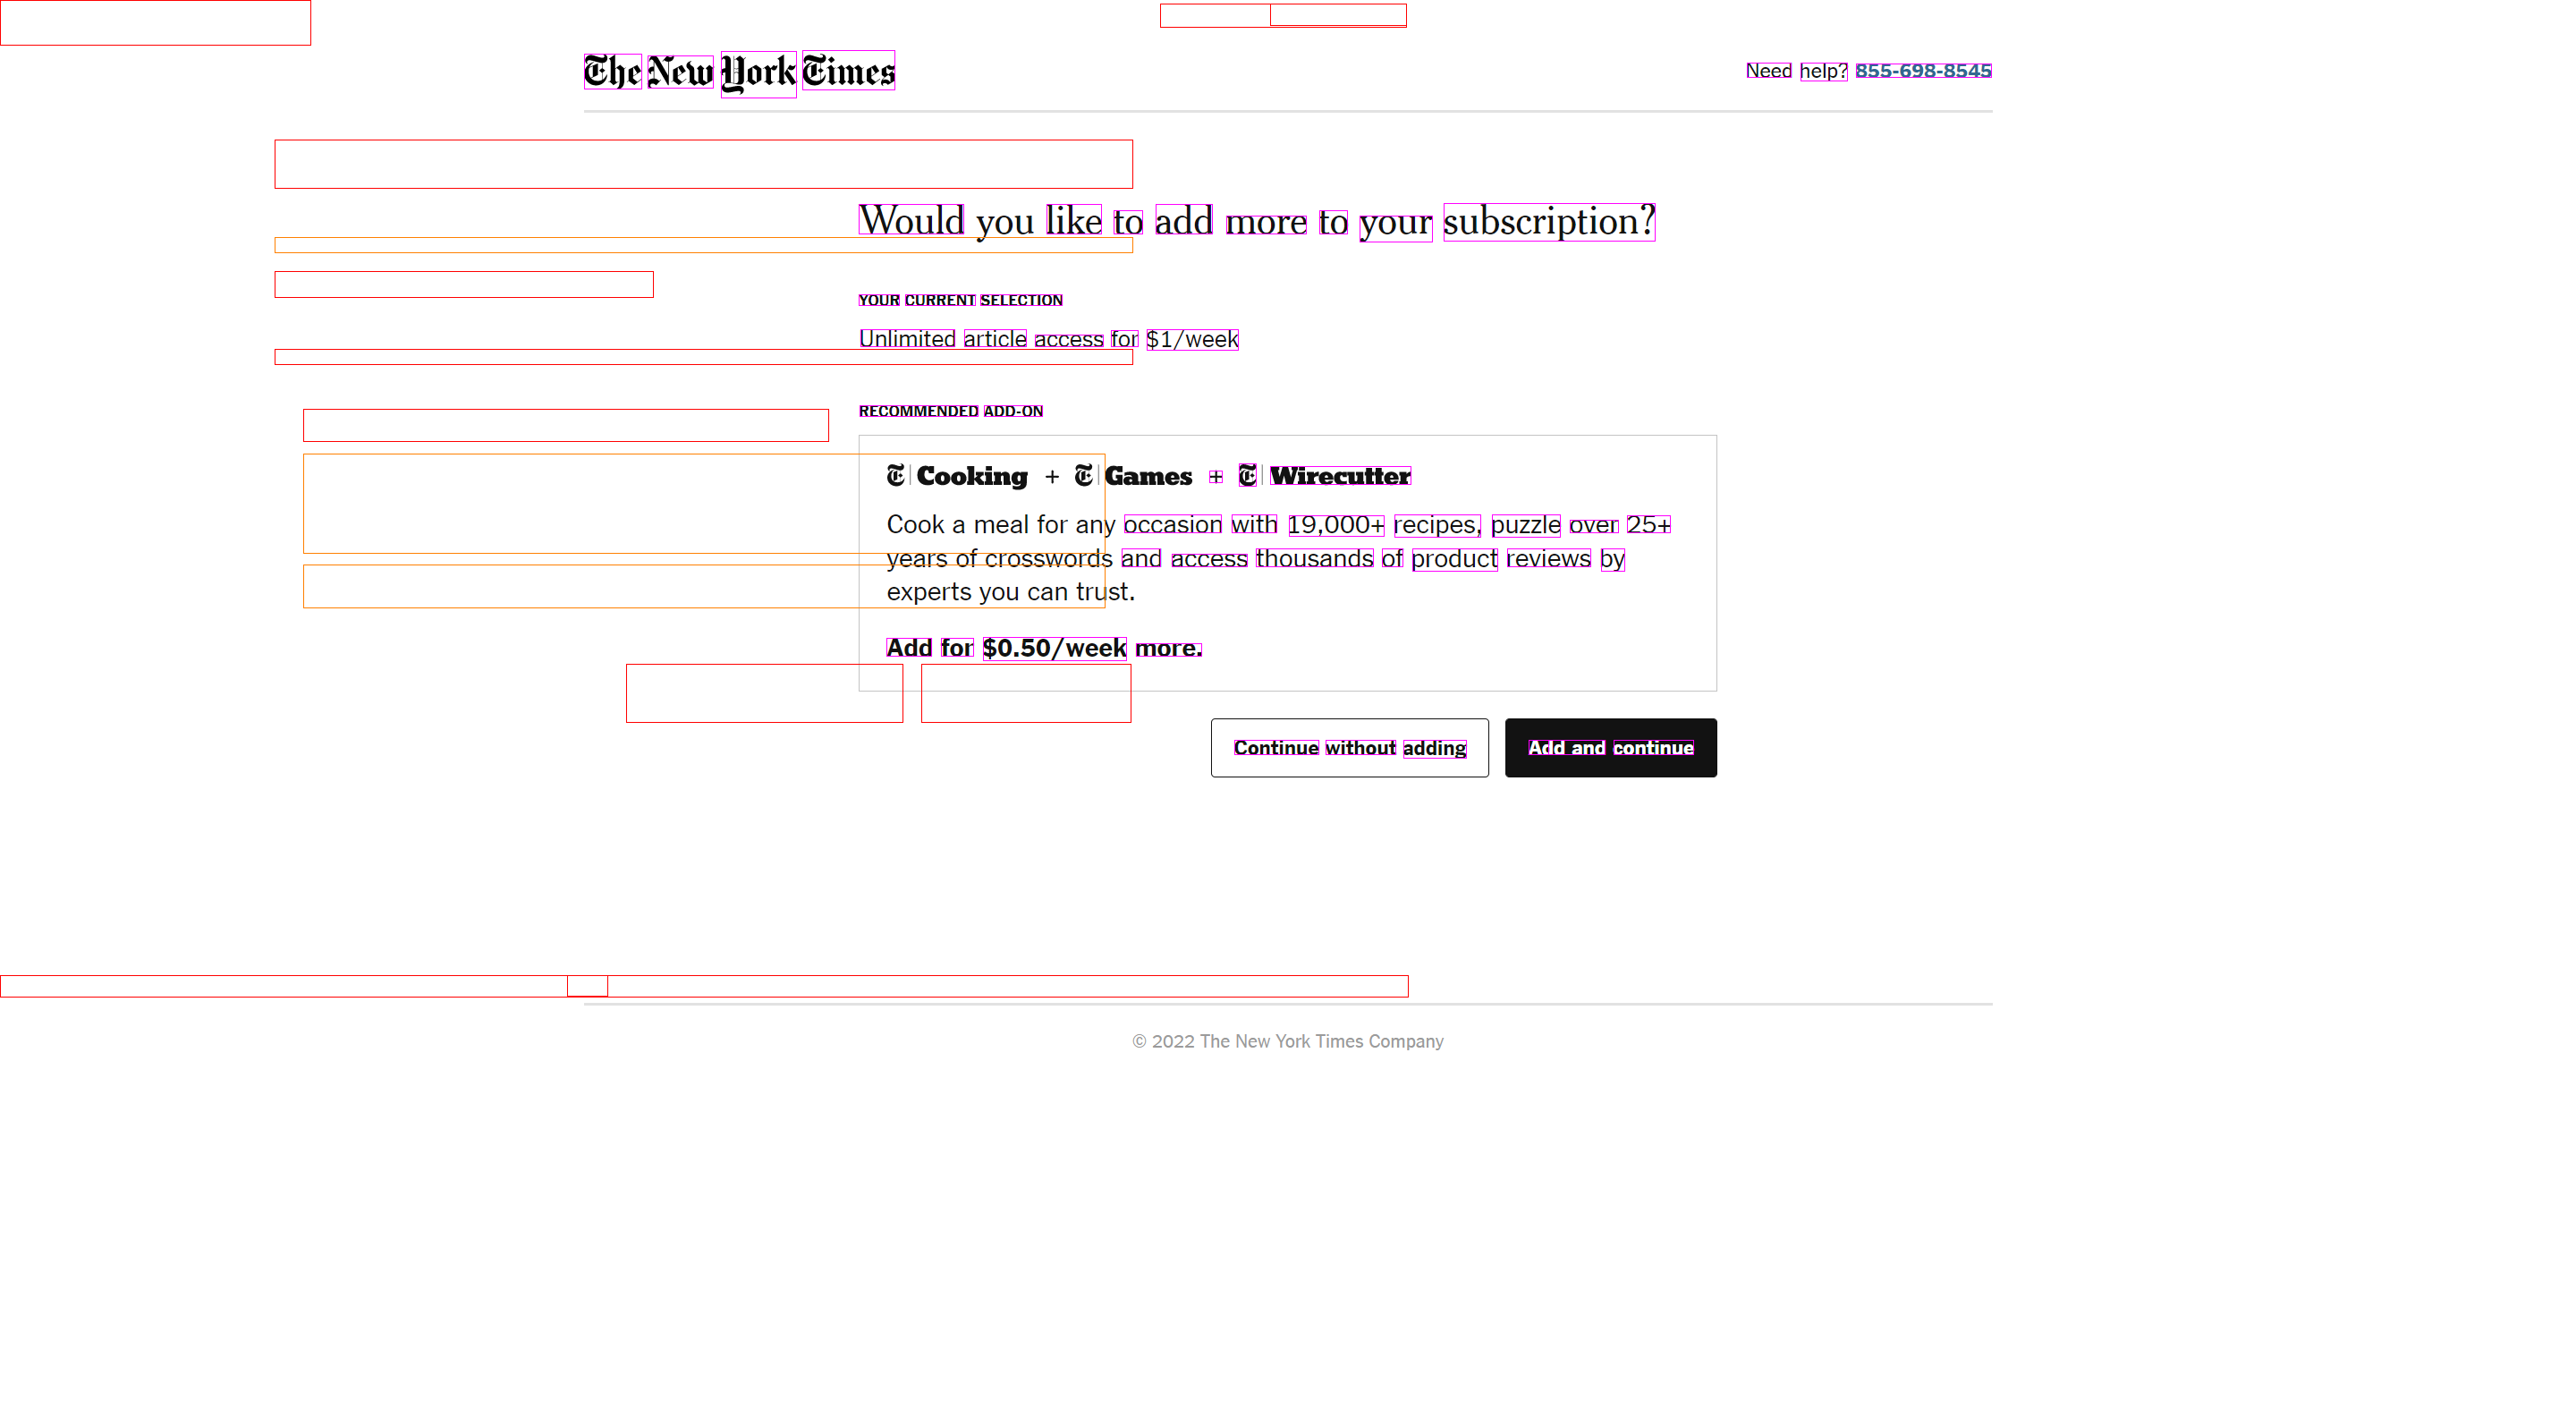 The New York Times
Need help? 855-698-8545
Would you like to add more to your subscription?
YOUR CURRENT SELECTION
Unlimited article access for $1/week
RECOMMENDED ADD-ON
T Cooking + T Games + T Wirecutter
Cook a meal for any occasion with 19,000+ recipes, puzzle over 25+
years of crosswords and access thousands of product reviews by
experts you can trust.
Add for $0.50/week more.
Continue without adding
Add and continue
© 2022 The New York Times Company